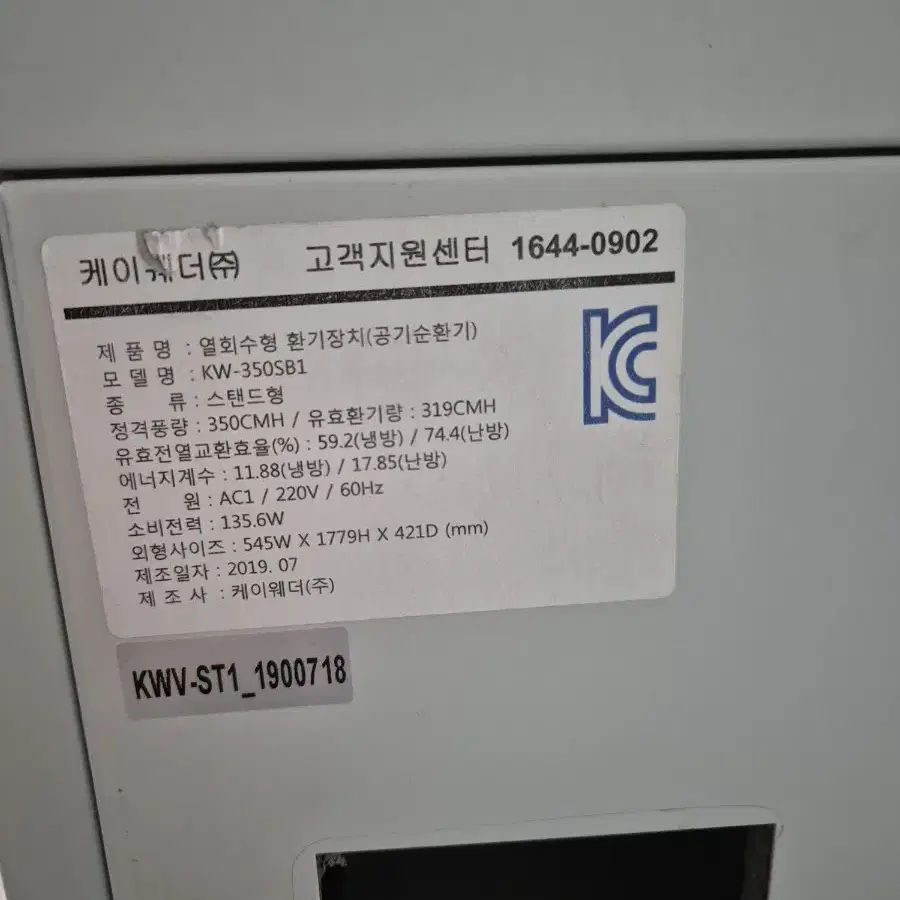 케이웨더㈜ 고객지원센터 1644-0902
제 품 명 : 열회수형 환기장치(공기순환기)
모 델 명 : KW-350SB1
종 류 : 스탠드형
정격풍량 : 350CMH / 유효환기량 : 319CMH
유효전열교환효율(%) : 59.2(냉방) / 74.4(난방)
에너지계수 : 11.88(냉방) / 17.85(난방)
전 원 : AC1 / 220V / 60Hz
소비전력 : 135.6W
외형사이즈 : 545W X 1779H X 421D (mm)
제조일자 : 2019. 07
제 조 사 : 케이웨더(주)
KC
KWV-ST1_1900718